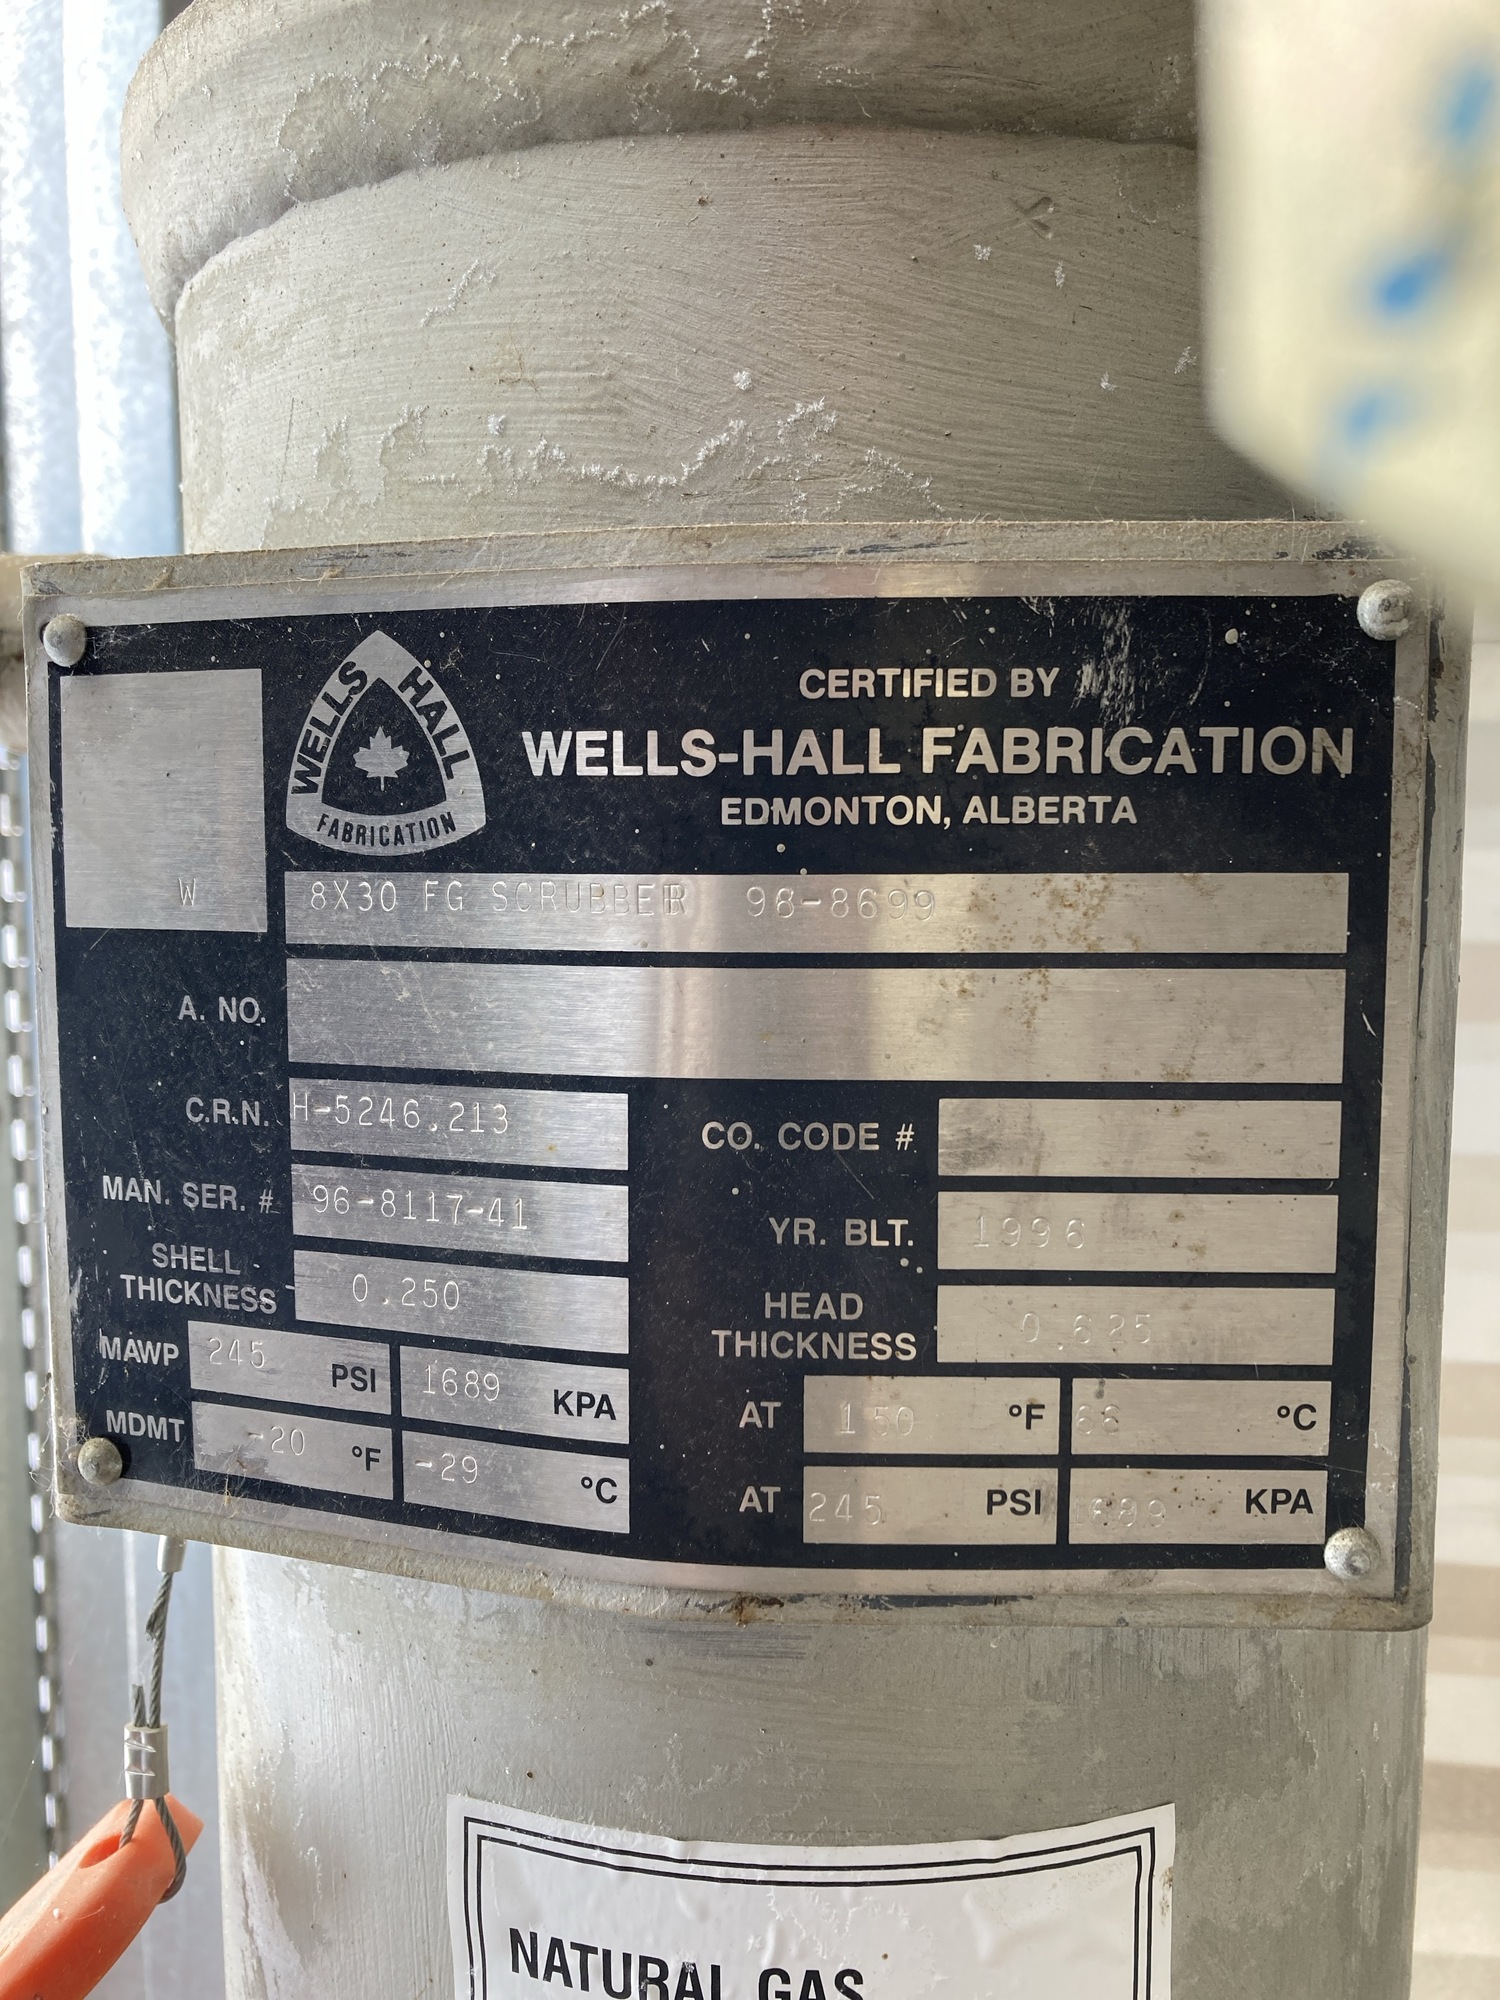 WELLS HALL
FABRICATION
CERTIFIED BY
WELLS-HALL FABRICATION
EDMONTON, ALBERTA
W
8X30 FG SCRUBBER 96-8699
A. NO.
C.R.N. H-5246.213
CO. CODE #
MAN. SER. # 96-8117-41
YR. BLT. 1996
SHELL
THICKNESS 0.250
HEAD
THICKNESS 0.625
MAWP 245 PSI 1689 KPA
AT 150 °F 66 °C
MDMT -20 °F -29 °C
AT 245 PSI 1689 KPA
NATURAL GAS